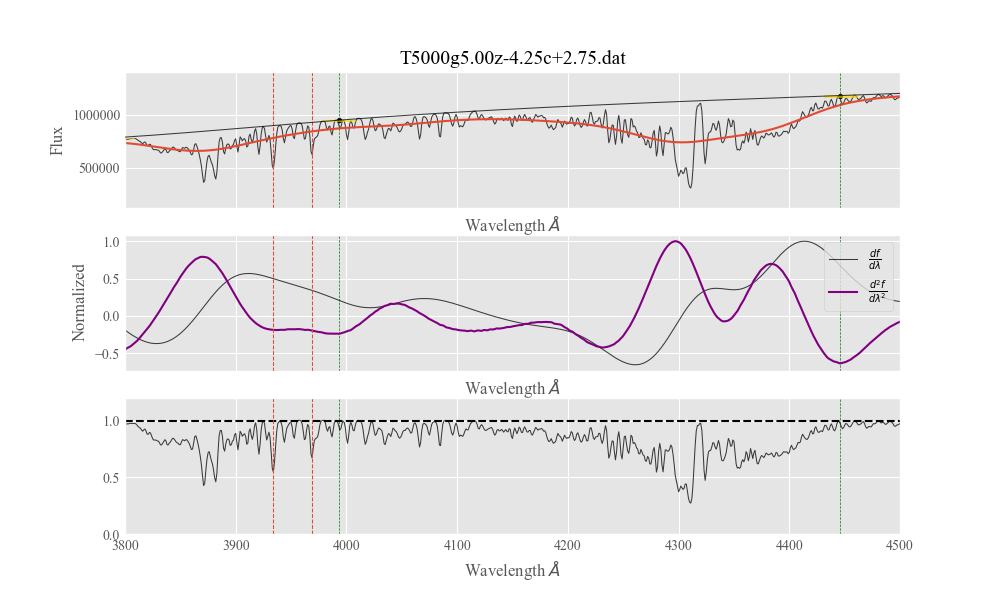 T5000g5.00z-4.25c+2.75.dat
Flux
1000000
500000
Wavelength Å
Normalized
1.0
0.5
0.0
−0.5
df/dλ
d²f/dλ²
Wavelength Å
1.0
0.5
0.0
3800 3900 4000 4100 4200 4300 4400 4500
Wavelength Å